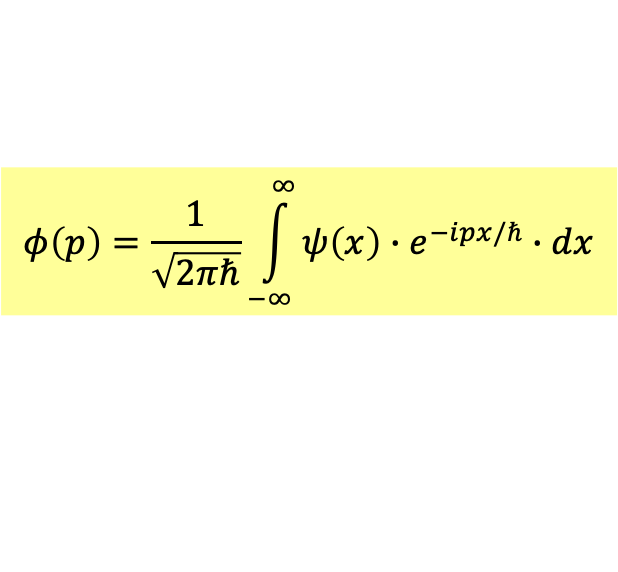 ϕ(p) = 1/√(2πħ) ∫_{−∞}^{∞} ψ(x) · e^{−ipx/ħ} · dx